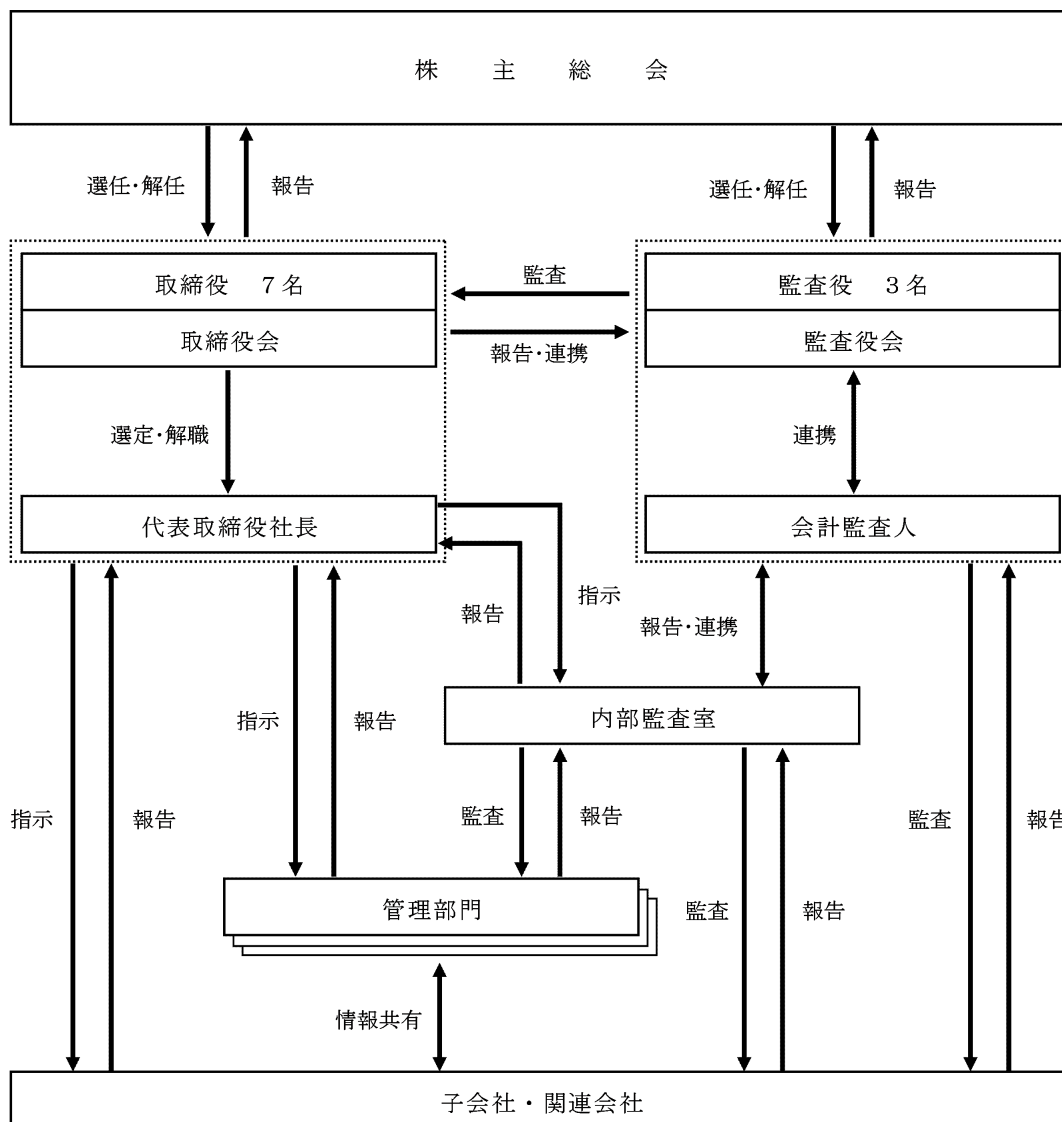 株 主 総 会
選任・解任
報告
選任・解任
報告
取締役 7名
取締役会
監査
報告・連携
監査役 3名
監査役会
選定・解職
連携
代表取締役社長
会計監査人
報告
指示
報告・連携
内部監査室
指示
報告
指示
報告
監査
報告
監査
報告
管理部門
監査
報告
情報共有
子会社・関連会社